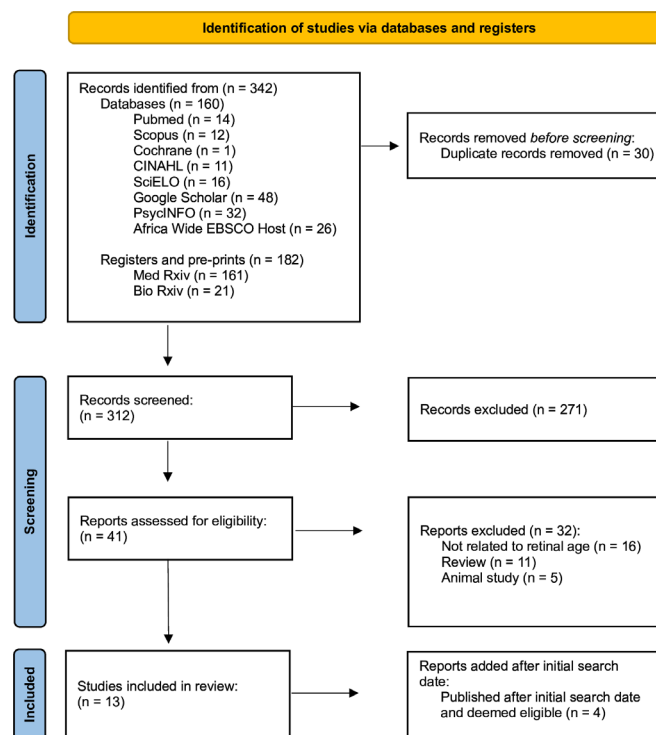 Identification of studies via databases and registers
Identification
Records identified from (n = 342)
Databases (n = 160)
Pubmed (n = 14)
Scopus (n = 12)
Cochrane (n = 1)
CINAHL (n = 11)
SciELO (n = 16)
Google Scholar (n = 48)
PsycINFO (n = 32)
Africa Wide EBSCO Host (n = 26)
Registers and pre-prints (n = 182)
Med Rxiv (n = 161)
Bio Rxiv (n = 21)
Records removed before screening:
Duplicate records removed (n = 30)
Screening
Records screened:
(n = 312)
Records excluded (n = 271)
Reports assessed for eligibility:
(n = 41)
Reports excluded (n = 32):
Not related to retinal age (n = 16)
Review (n = 11)
Animal study (n = 5)
Included
Studies included in review:
(n = 13)
Reports added after initial search
date:
Published after initial search date
and deemed eligible (n = 4)